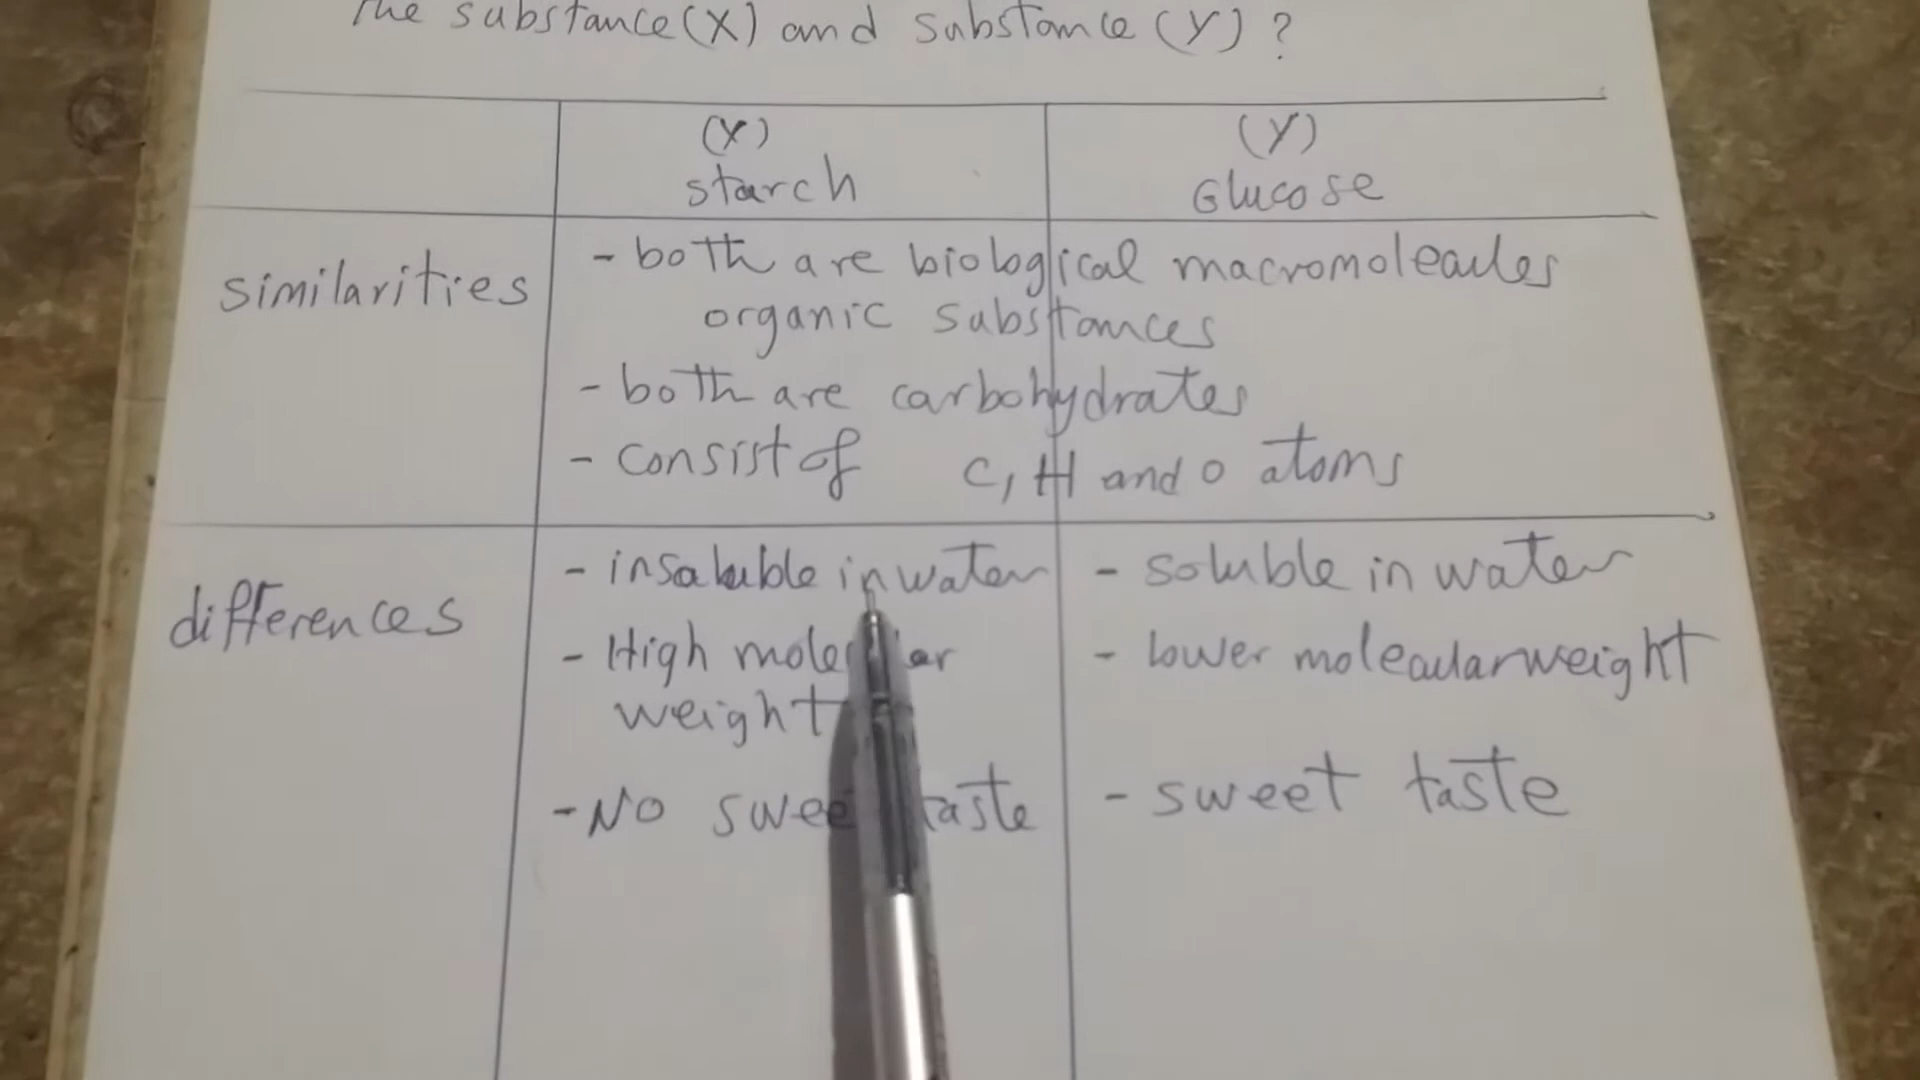 The substance (X) and substance (Y) ?
(X) (Y)
starch Glucose
similarities - both are biological macromolecules
organic substances
- both are carbohydrates
- consist of C, H and O atoms
differences - insoluble in water - soluble in water
- High molecular - lower molecular weight
weight
- No sweet taste - sweet taste